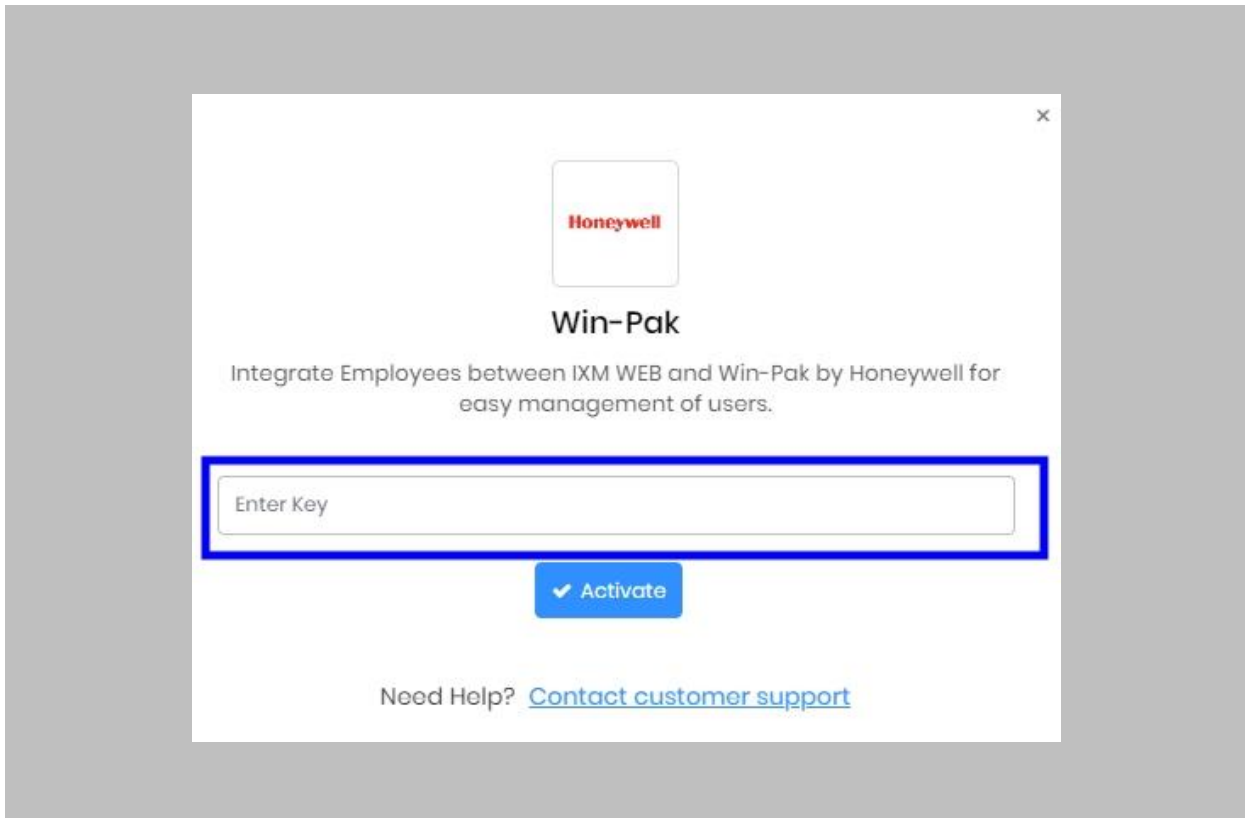 Honeywell
Win-Pak
Integrate Employees between IXM WEB and Win-Pak by Honeywell for
easy management of users.
Enter Key
Activate
Need Help? Contact customer support